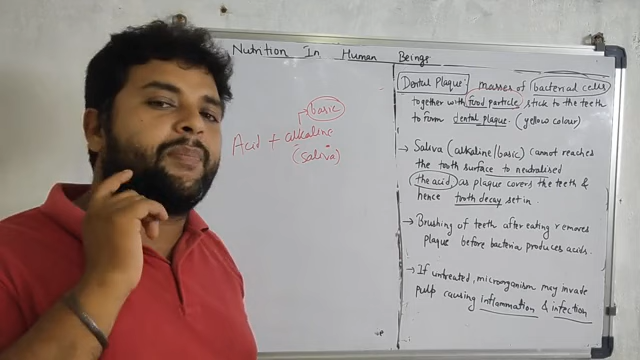 Nutrition In Human Beings
basic
Acid + alkaline
(saliva)
Dental Plaque: masses of bacterial cells
together with food particle stick to the teeth
to form dental plaque. (yellow colour)
→ Saliva (alkaline/basic) cannot reaches
the tooth surface to neutralised
the acid, as plaque covers the teeth &
hence tooth decay set in.
→ Brushing of teeth after eating removes
plaque before bacteria produces acids.
→ If untreated, microorganism may invade
pulp causing inflammation & infection